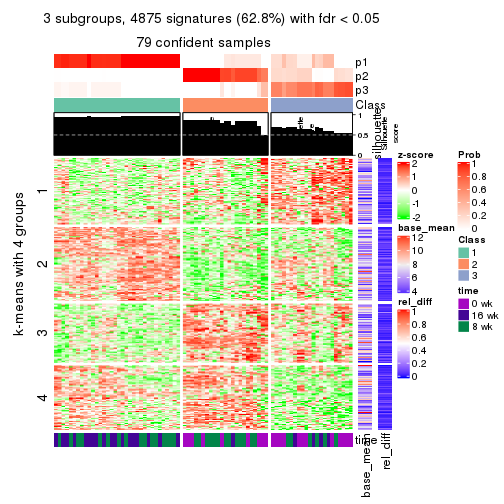 3 subgroups, 4875 signatures (62.8%) with fdr < 0.05
79 confident samples
p1
p2
p3
Class
1
0.5
0
silhouette
Silhouette
score
k-means with 4 groups
1
2
3
4
time
base_mean
rel_diff
z-score
2
1
0
-1
-2
base_mean
12
10
8
6
4
rel_diff
1
0.8
0.6
0.4
0.2
0
Prob
1
0.8
0.6
0.4
0.2
0
Class
1
2
3
time
0 wk
16 wk
8 wk